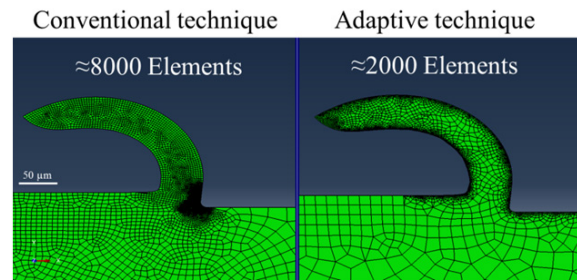 Conventional technique
Adaptive technique
≈8000 Elements
≈2000 Elements
50 µm